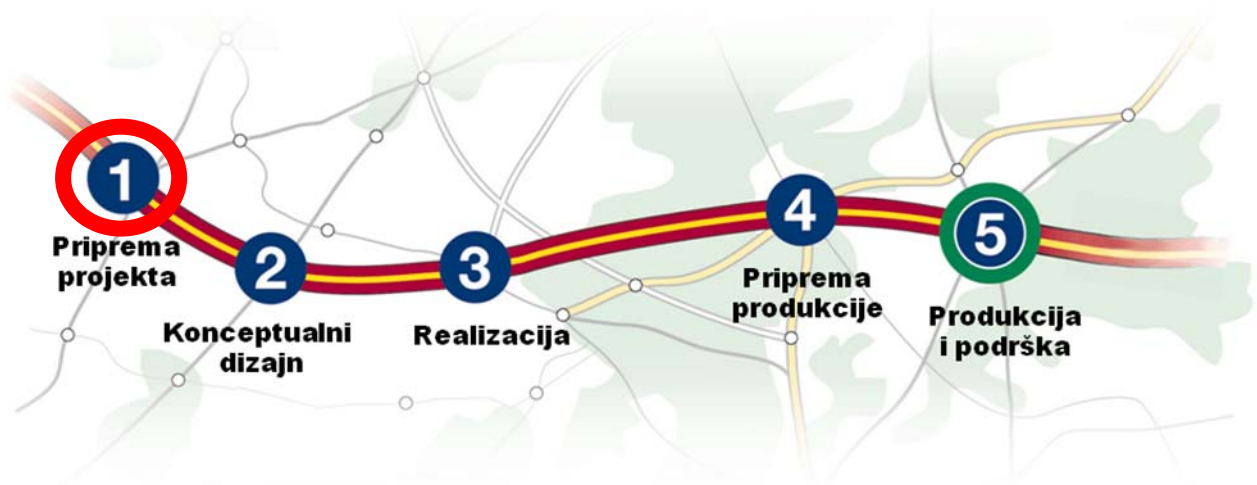 1
Priprema
projekta
2
Konceptualni
dizajn
3
Realizacija
4
Priprema
produkcije
5
Produkcija
i podrška